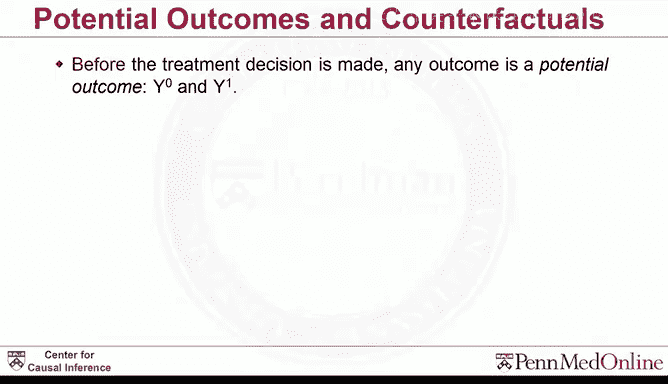 Potential Outcomes and Counterfactuals
◆ Before the treatment decision is made, any outcome is a potential
outcome: Y⁰ and Y¹.
Center for
Causal Inference
PennMedOnline